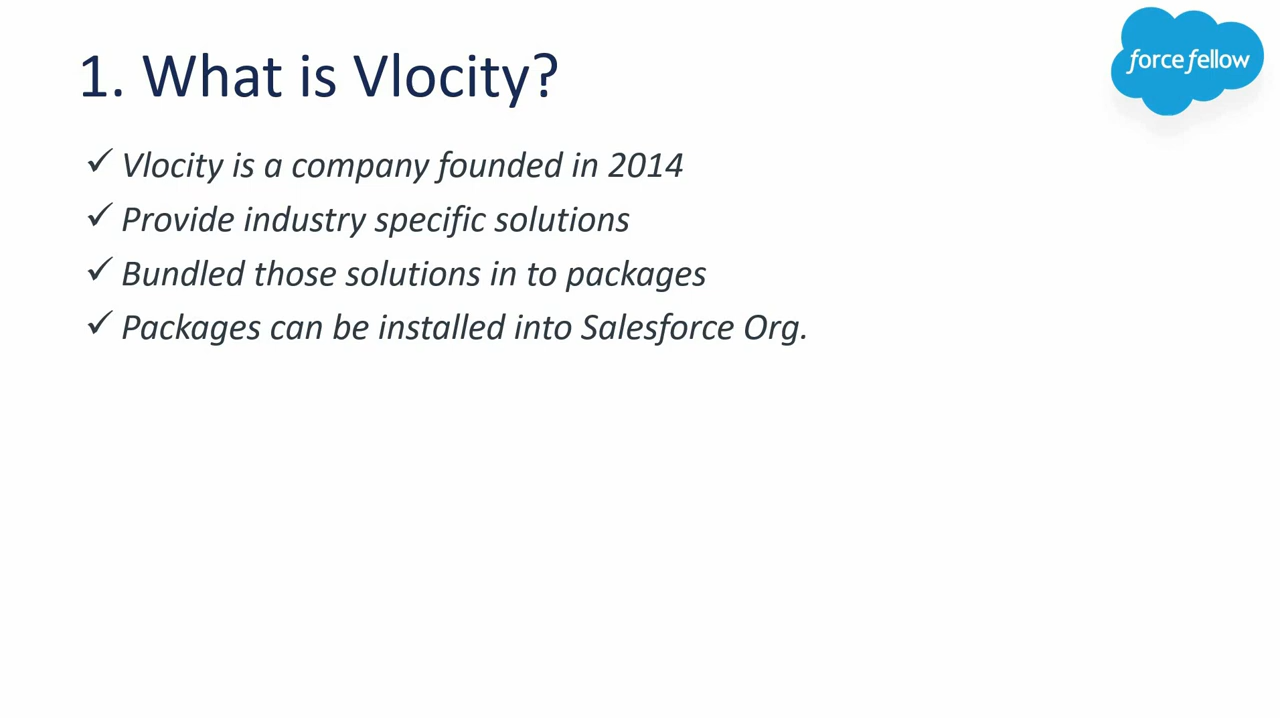 1. What is Vlocity?
force fellow
✓ Vlocity is a company founded in 2014
✓ Provide industry specific solutions
✓ Bundled those solutions in to packages
✓ Packages can be installed into Salesforce Org.